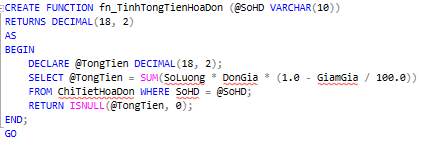 CREATE FUNCTION fn_TinhTongTienHoaDon (@SoHD VARCHAR(10))
RETURNS DECIMAL(18, 2)
AS
BEGIN
    DECLARE @TongTien DECIMAL(18, 2);
    SELECT @TongTien = SUM(SoLuong * DonGia * (1.0 - GiamGia / 100.0))
    FROM ChiTietHoaDon WHERE SoHD = @SoHD;
    RETURN ISNULL(@TongTien, 0);
END;
GO